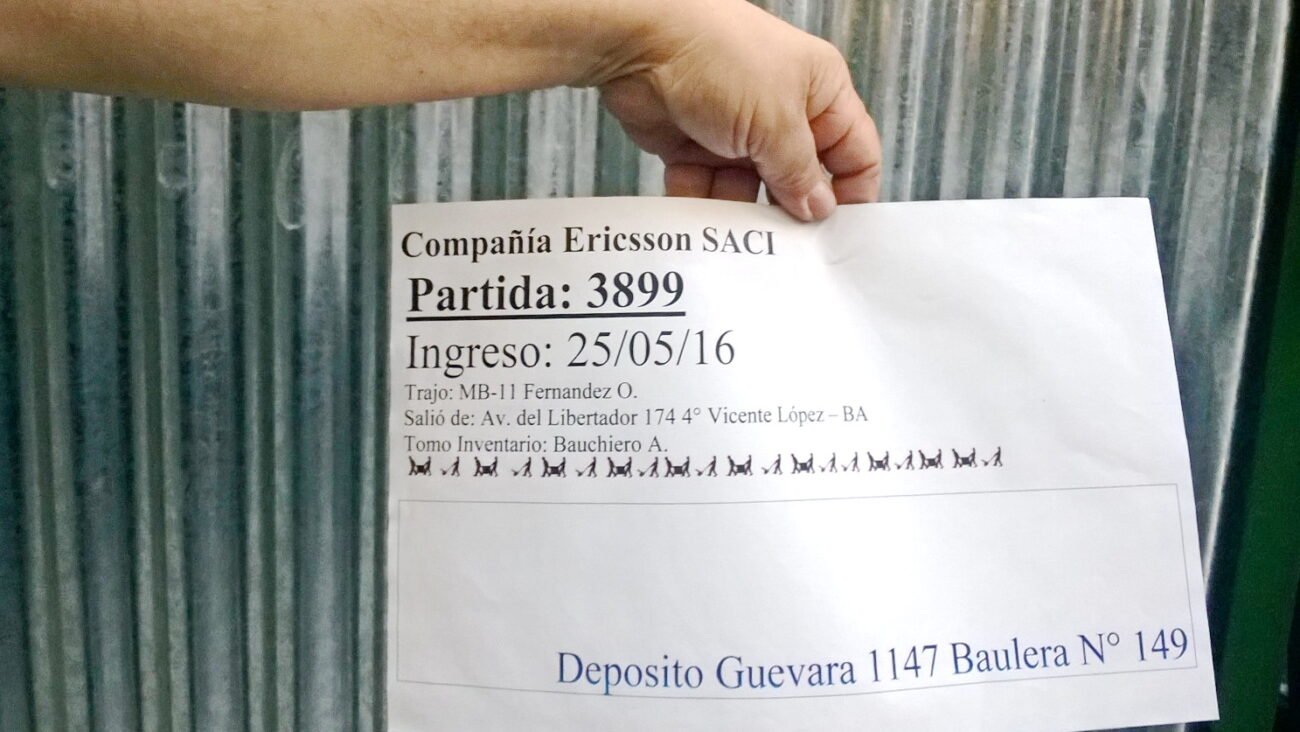 Compañía Ericsson SACI
Partida: 3899
Ingreso: 25/05/16
Trajo: MB-11 Fernandez O.
Salió de: Av. del Libertador 174 4° Vicente López – BA
Tomo Inventario: Bauchiero A.
Deposito Guevara 1147 Baulera N° 149